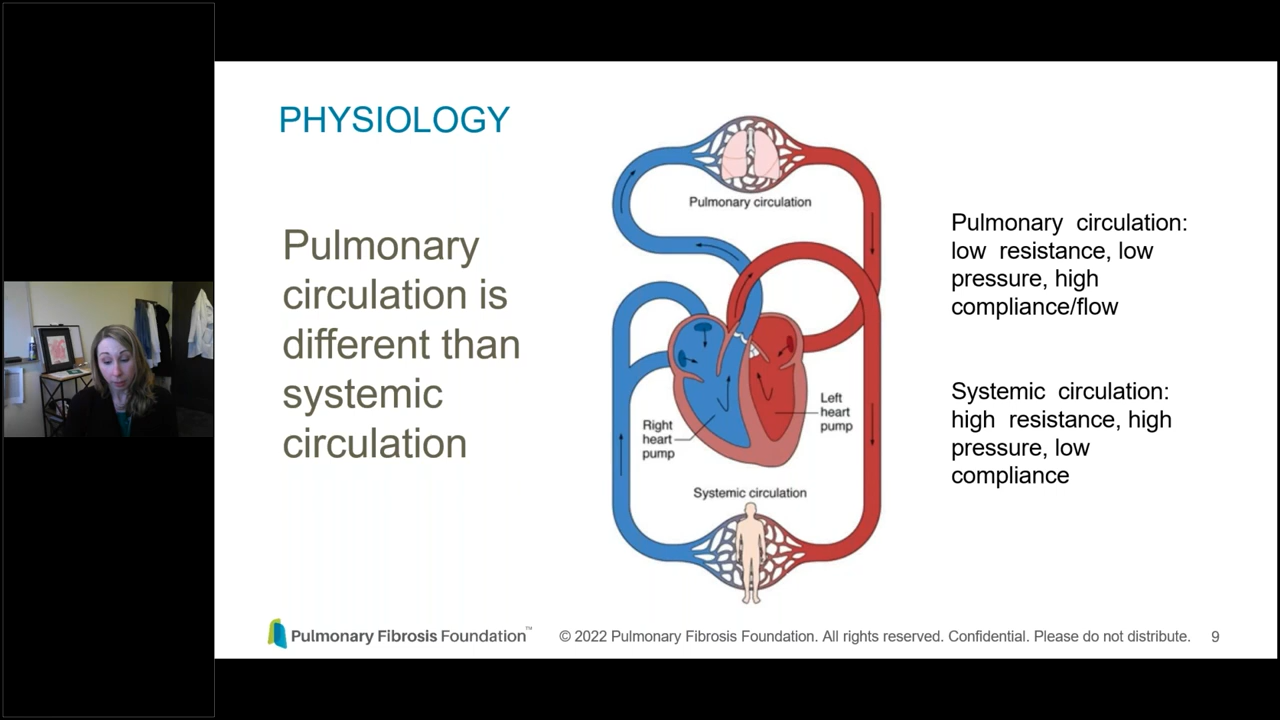 PHYSIOLOGY
Pulmonary
circulation is
different than
systemic
circulation
Pulmonary circulation
Right
heart
pump
Left
heart
pump
Systemic circulation
Pulmonary circulation:
low resistance, low
pressure, high
compliance/flow
Systemic circulation:
high resistance, high
pressure, low
compliance
Pulmonary Fibrosis Foundation™
© 2022 Pulmonary Fibrosis Foundation. All rights reserved. Confidential. Please do not distribute. 9